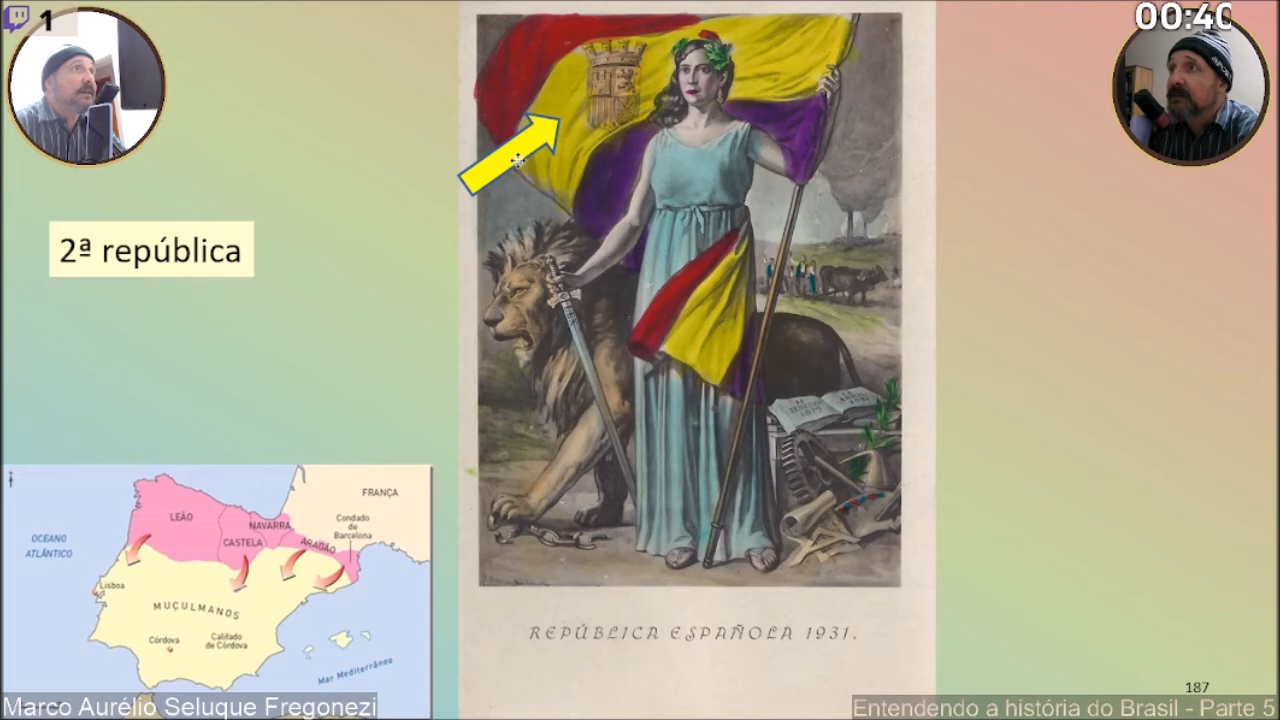 1
00:40
2ª república
FRANÇA
LEÃO
NAVARRA
Condado
de
Barcelona
OCEANO
ATLÂNTICO
CASTELA
ARAGÃO
Lisboa
MUÇULMANOS
Córdova
Califado
de Córdova
Mar Mediterrâneo
REPÚBLICA ESPAÑOLA 1931.
187
Marco Aurélio Seluque Fregonezi
Entendendo a história do Brasil - Parte 5